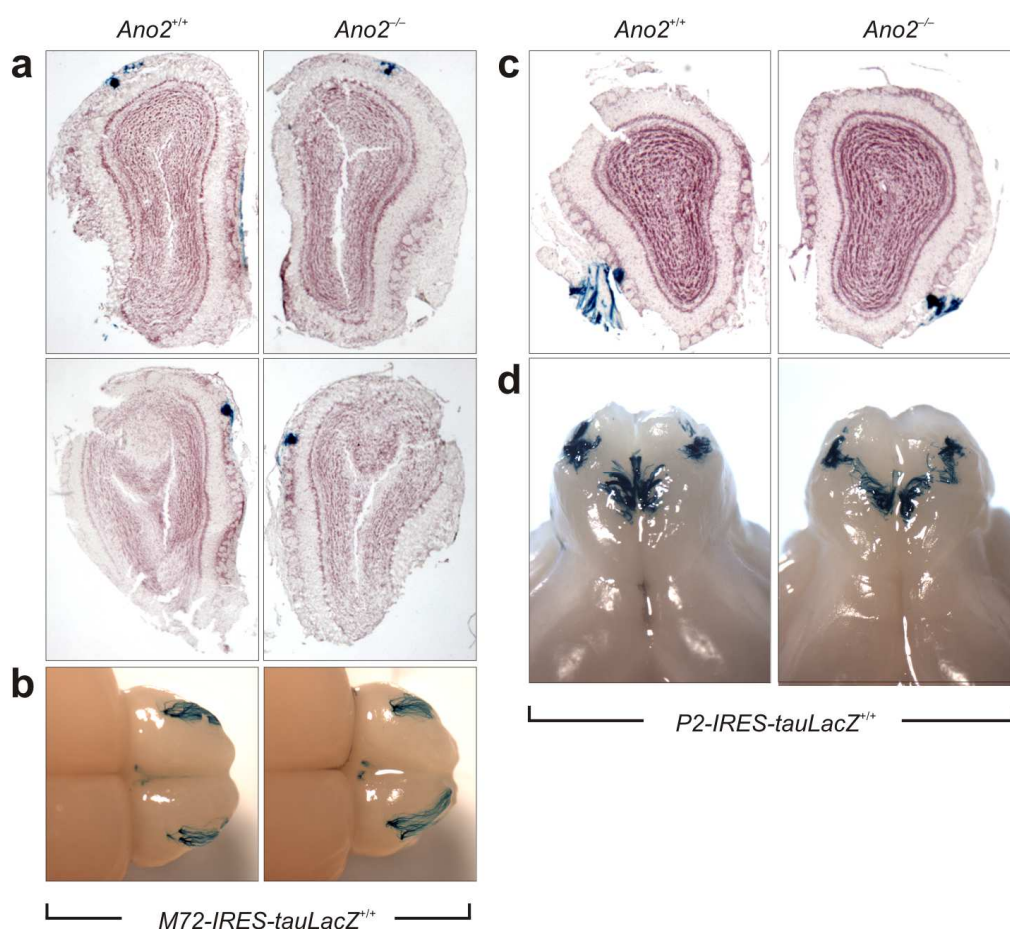 Ano2+/+ Ano2–/– Ano2+/+ Ano2–/–
a c
d
b
P2-IRES-tauLacZ+/+
M72-IRES-tauLacZ+/+